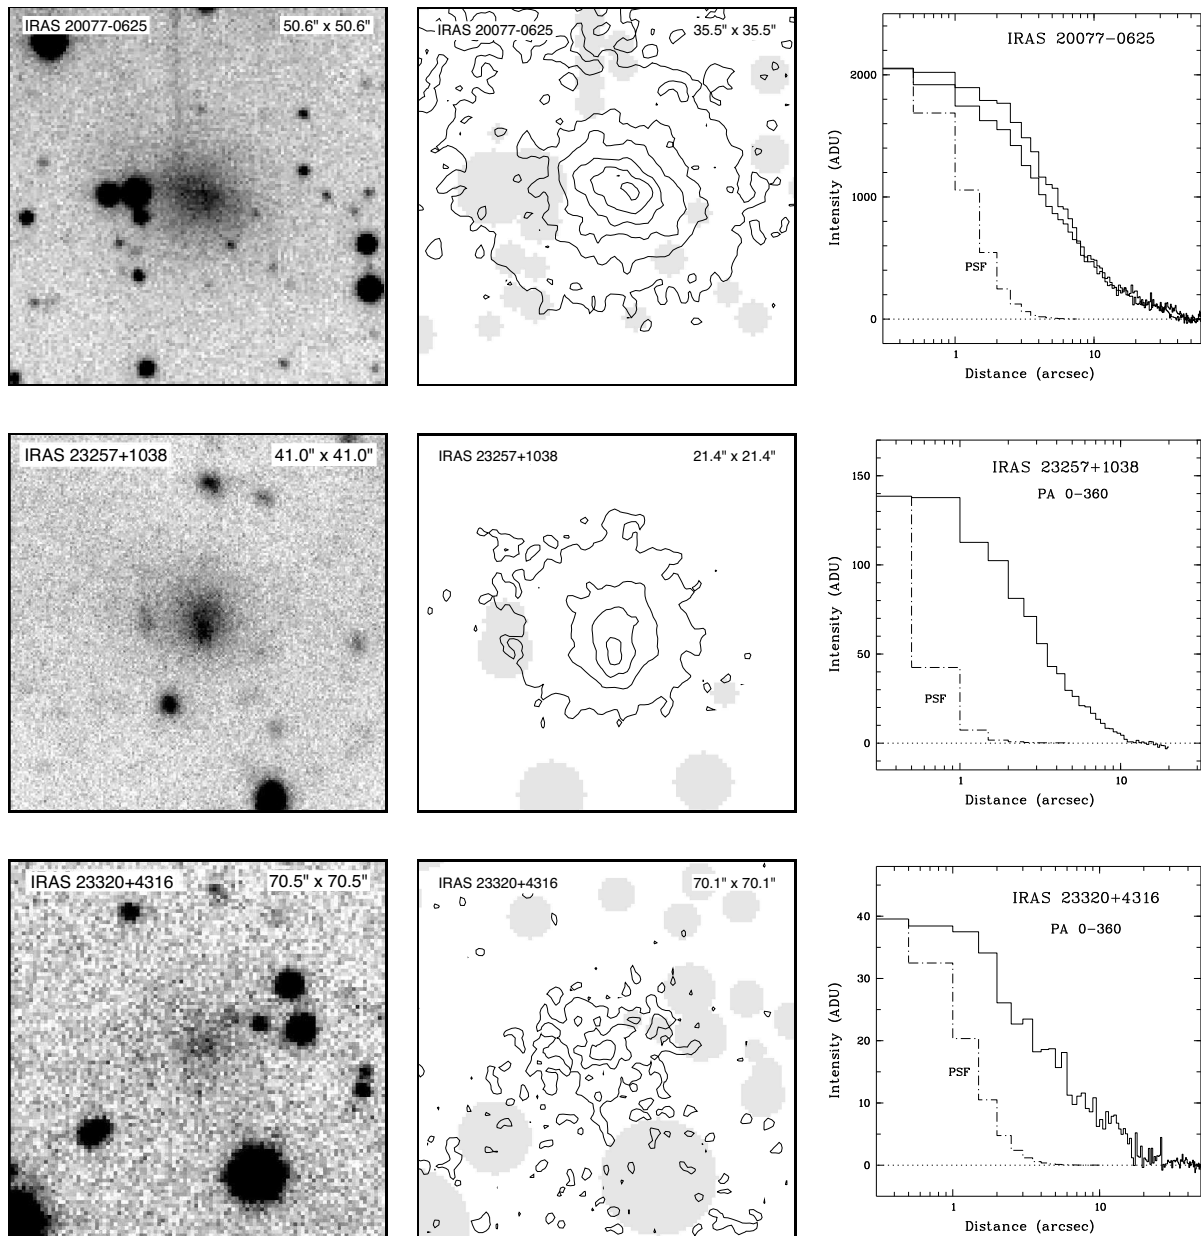 IRAS 20077-0625 50.6" x 50.6"
IRAS 20077-0625 35.5" x 35.5"
IRAS 20077-0625
2000
1000
0
Intensity (ADU)
PSF
1 10
Distance (arcsec)
IRAS 23257+1038 41.0" x 41.0"
IRAS 23257+1038 21.4" x 21.4"
IRAS 23257+1038
PA 0-360
150
100
50
0
Intensity (ADU)
PSF
1 10
Distance (arcsec)
IRAS 23320+4316 70.5" x 70.5"
IRAS 23320+4316 70.1" x 70.1"
IRAS 23320+4316
PA 0-360
40
30
20
10
0
Intensity (ADU)
PSF
1 10
Distance (arcsec)